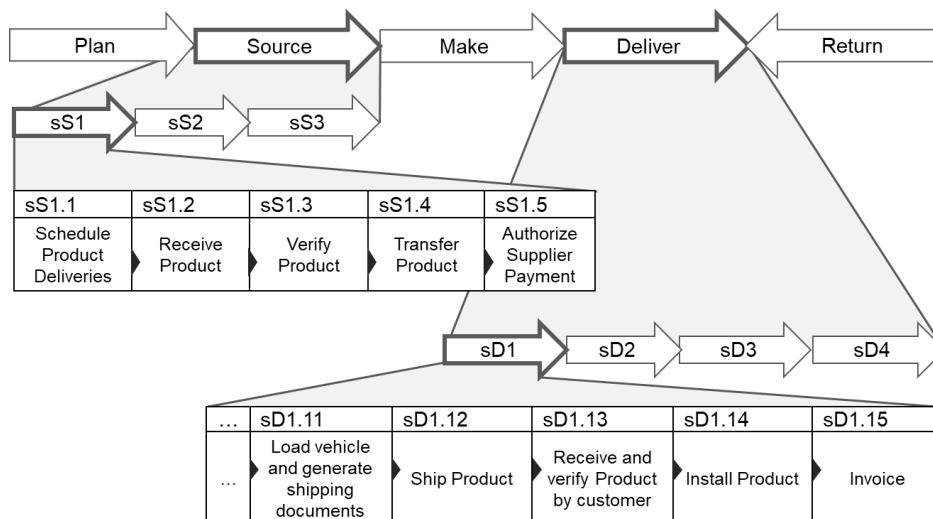 Plan
Source
Make
Deliver
Return
sS1
sS2
sS3
sS1.1
sS1.2
sS1.3
sS1.4
sS1.5
Schedule
Product
Deliveries
Receive
Product
Verify
Product
Transfer
Product
Authorize
Supplier
Payment
sD1
sD2
sD3
sD4
...
sD1.11
sD1.12
sD1.13
sD1.14
sD1.15
...
Load vehicle
and generate
shipping
documents
Ship Product
Receive and
verify Product
by customer
Install Product
Invoice